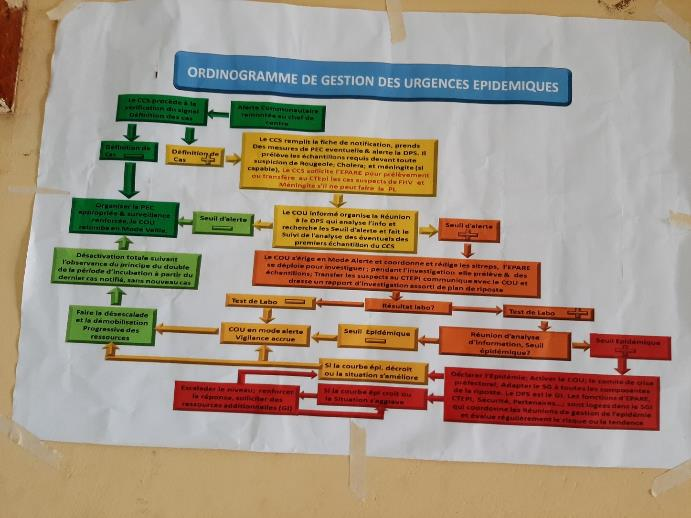 ORDINOGRAMME DE GESTION DES URGENCES EPIDEMIQUES
Le CCS procède à la
vérification du signal
Définition des cas
Alerte Communautaire
remontée au chef de
centre
Définition de
Cas —
Définition de
Cas +
Le CCS remplit la fiche de notification, prends
Des mesures de PEC eventuelle & alerte la DPS. Il
prélève les échantillons requis devant toute
suspicion de Rougeole; Cholera; et méningite (si
capable), Le CCS sollicite l'EPARE pour prélèvement
ou transfère au CTEpi les cas suspects de FHV et
Méningite s'il ne peut faire la PL
Organiser la PEC
appropriée & surveillance
renforcée, le COU
retombe en Mode Veille.
Seuil d'alerte
—
Le COU informé organise la Réunion
à la DPS qui analyse l'info et
recherche les Seuil d'alerte et fait le
Suivi de l'analyse des éventuels des
premiers échantillon du CCS
Seuil d'alerte
+
Désactivation totale suivant
l'observance du principe du double
de la période d'incubation à partir du
dernier cas notifié, sans nouveau cas
Le COU s'érige en Mode Alerte et coordonne et rédige les sitreps, l'EPARE
se déploie pour investiguer; pendant l'investigation elle prélève & des
échantillons; Transfer les suspects au CTEPI communique avec le COU et
dresse un rapport d'investigation assorti de plan de riposte
Test de Labo —
Résultat labo?
Test de Labo +
Faire la désescalade
et la démobilisation
Progressive des
ressources
COU en mode alerte
Vigilance accrue
Seuil Epidémique
—
Réunion d'analyse
d'information, Seuil
épidémique?
Seuil Epidémique
+
Si la courbe épi. décroit
ou la situation s'améliore
Escalader le niveau; renforcer
la réponse, solliciter des
ressources additionnelles (GI)
Si la courbe épi croit ou
la Situation s'aggrave
Déclarer l'Epidémie; Activer le COU; le comité de crise
préfectoral; Adapter le SG à toutes les composantes
de la riposte. Le DPS est le GI. Les fonctions d'EPARE,
CTEPI, Sécurité, Partenaires...; sont logées dans le SGI
qui coordonne les Réunions de gestion de l'épidémie
et évalue régulièrement le risque ou la tendance